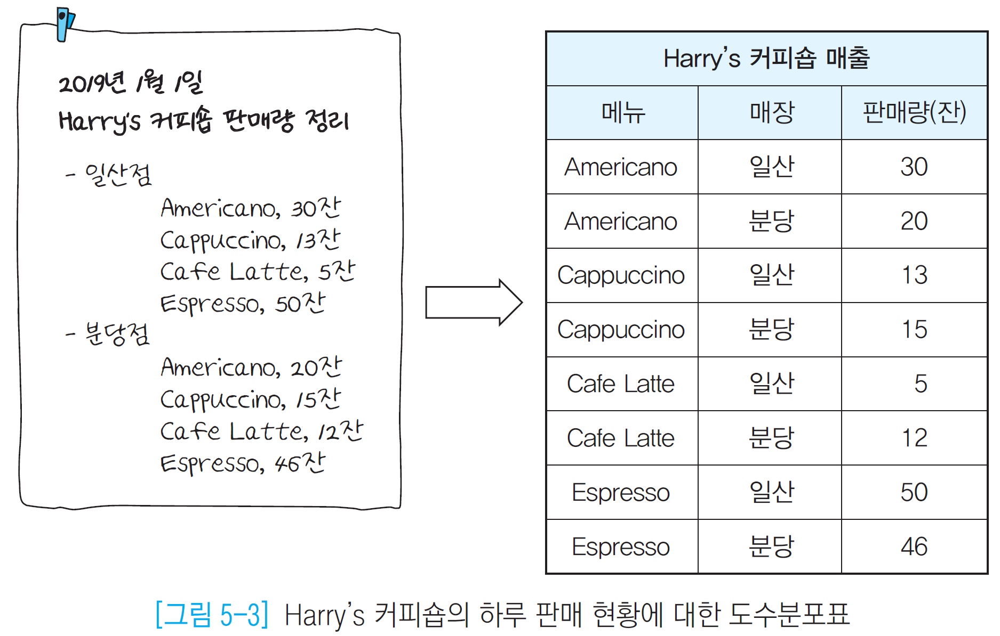 2019년 1월 1일
Harry's 커피숍 판매량 정리
- 일산점
Americano, 30잔
Cappuccino, 13잔
Cafe Latte, 5잔
Espresso, 50잔
- 분당점
Americano, 20잔
Cappuccino, 15잔
Cafe Latte, 12잔
Espresso, 46잔
Harry's 커피숍 매출
메뉴 매장 판매량(잔)
Americano 일산 30
Americano 분당 20
Cappuccino 일산 13
Cappuccino 분당 15
Cafe Latte 일산 5
Cafe Latte 분당 12
Espresso 일산 50
Espresso 분당 46
[그림 5-3] Harry's 커피숍의 하루 판매 현황에 대한 도수분포표